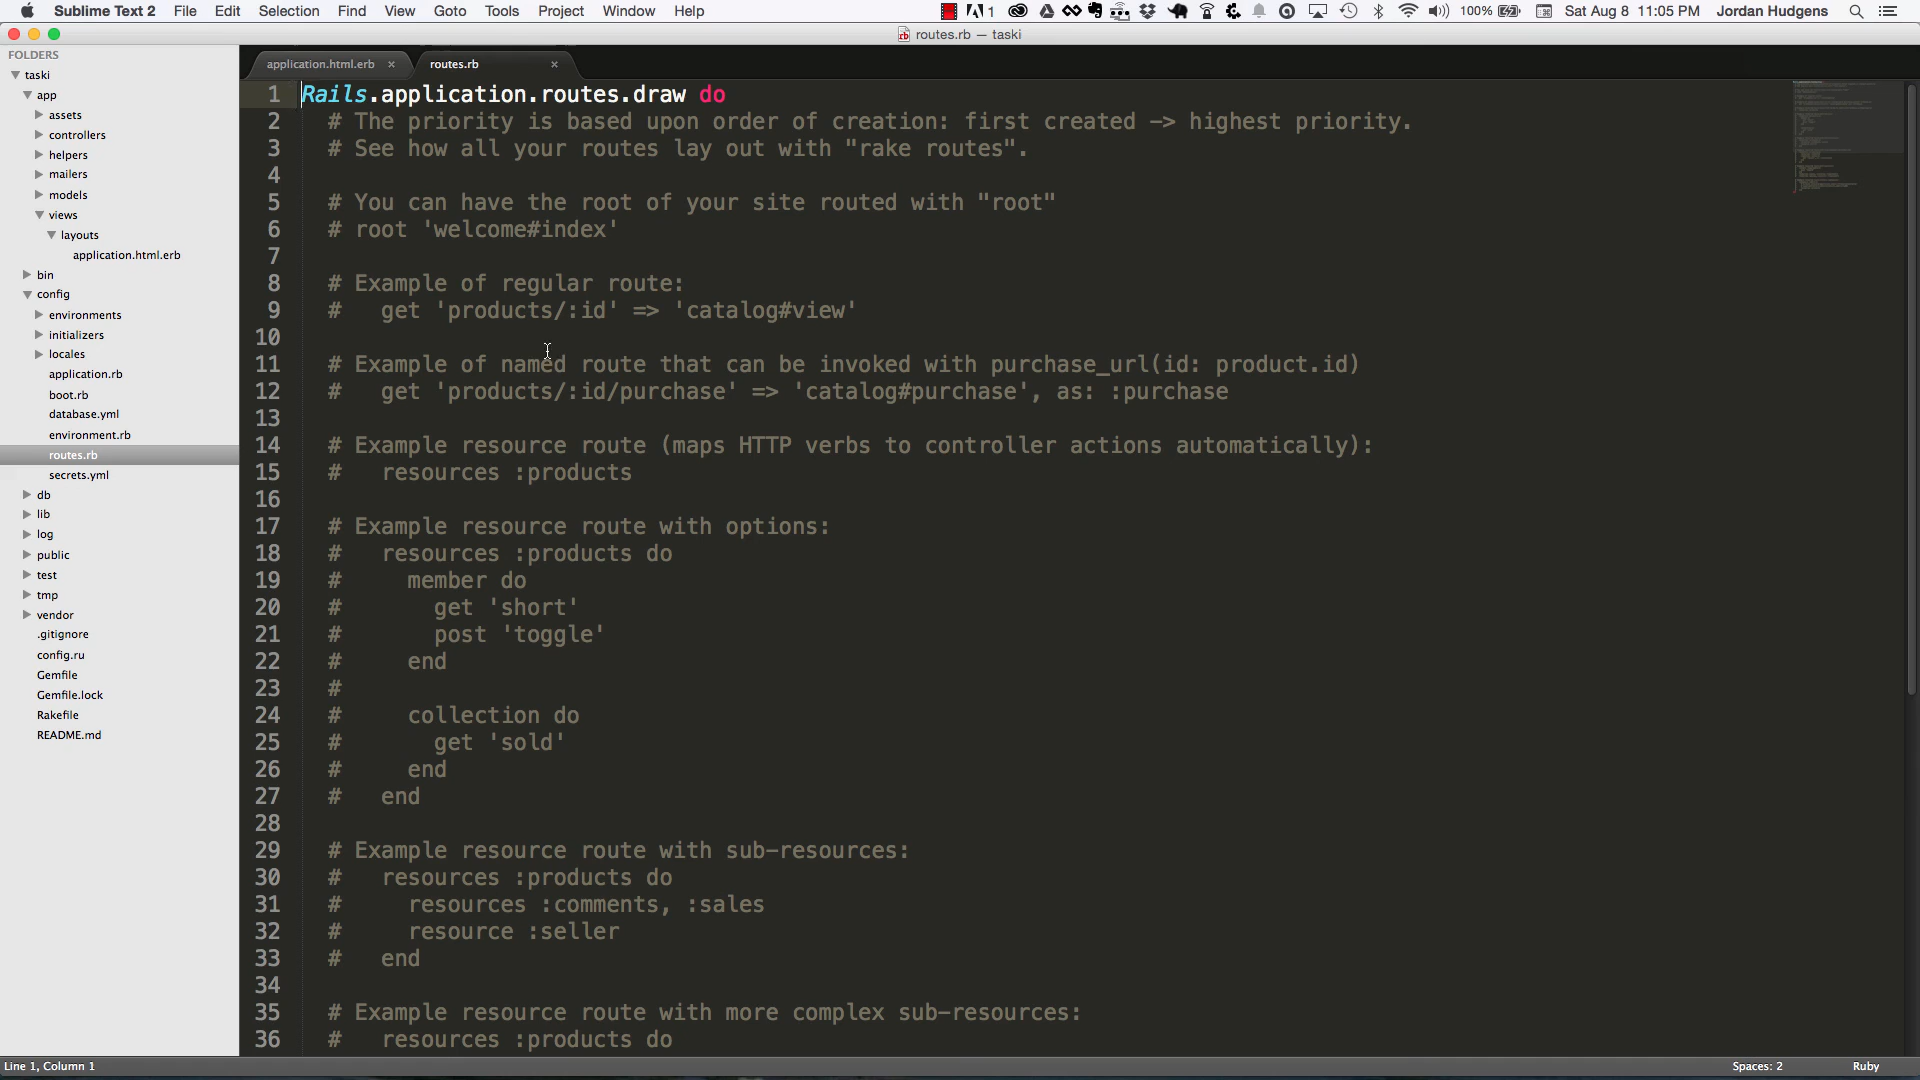 Sublime Text 2 File Edit Selection Find View Goto Tools Project Window Help 1 100% Sat Aug 8 11:05 PM Jordan Hudgens
routes.rb — taski
FOLDERS
taski
app
assets
controllers
helpers
mailers
models
views
layouts
application.html.erb
bin
config
environments
initializers
locales
application.rb
boot.rb
database.yml
environment.rb
routes.rb
secrets.yml
db
lib
log
public
test
tmp
vendor
.gitignore
config.ru
Gemfile
Gemfile.lock
Rakefile
README.md
application.html.erb × routes.rb ×
1 Rails.application.routes.draw do
2 # The priority is based upon order of creation: first created -> highest priority.
3 # See how all your routes lay out with "rake routes".
4
5 # You can have the root of your site routed with "root"
6 # root 'welcome#index'
7
8 # Example of regular route:
9 #   get 'products/:id' => 'catalog#view'
10
11 # Example of named route that can be invoked with purchase_url(id: product.id)
12 #   get 'products/:id/purchase' => 'catalog#purchase', as: :purchase
13
14 # Example resource route (maps HTTP verbs to controller actions automatically):
15 #   resources :products
16
17 # Example resource route with options:
18 #   resources :products do
19 #     member do
20 #       get 'short'
21 #       post 'toggle'
22 #     end
23 #
24 #     collection do
25 #       get 'sold'
26 #     end
27 #   end
28
29 # Example resource route with sub-resources:
30 #   resources :products do
31 #     resources :comments, :sales
32 #     resource :seller
33 #   end
34
35 # Example resource route with more complex sub-resources:
36 #   resources :products do
Line 1, Column 1 Spaces: 2 Ruby